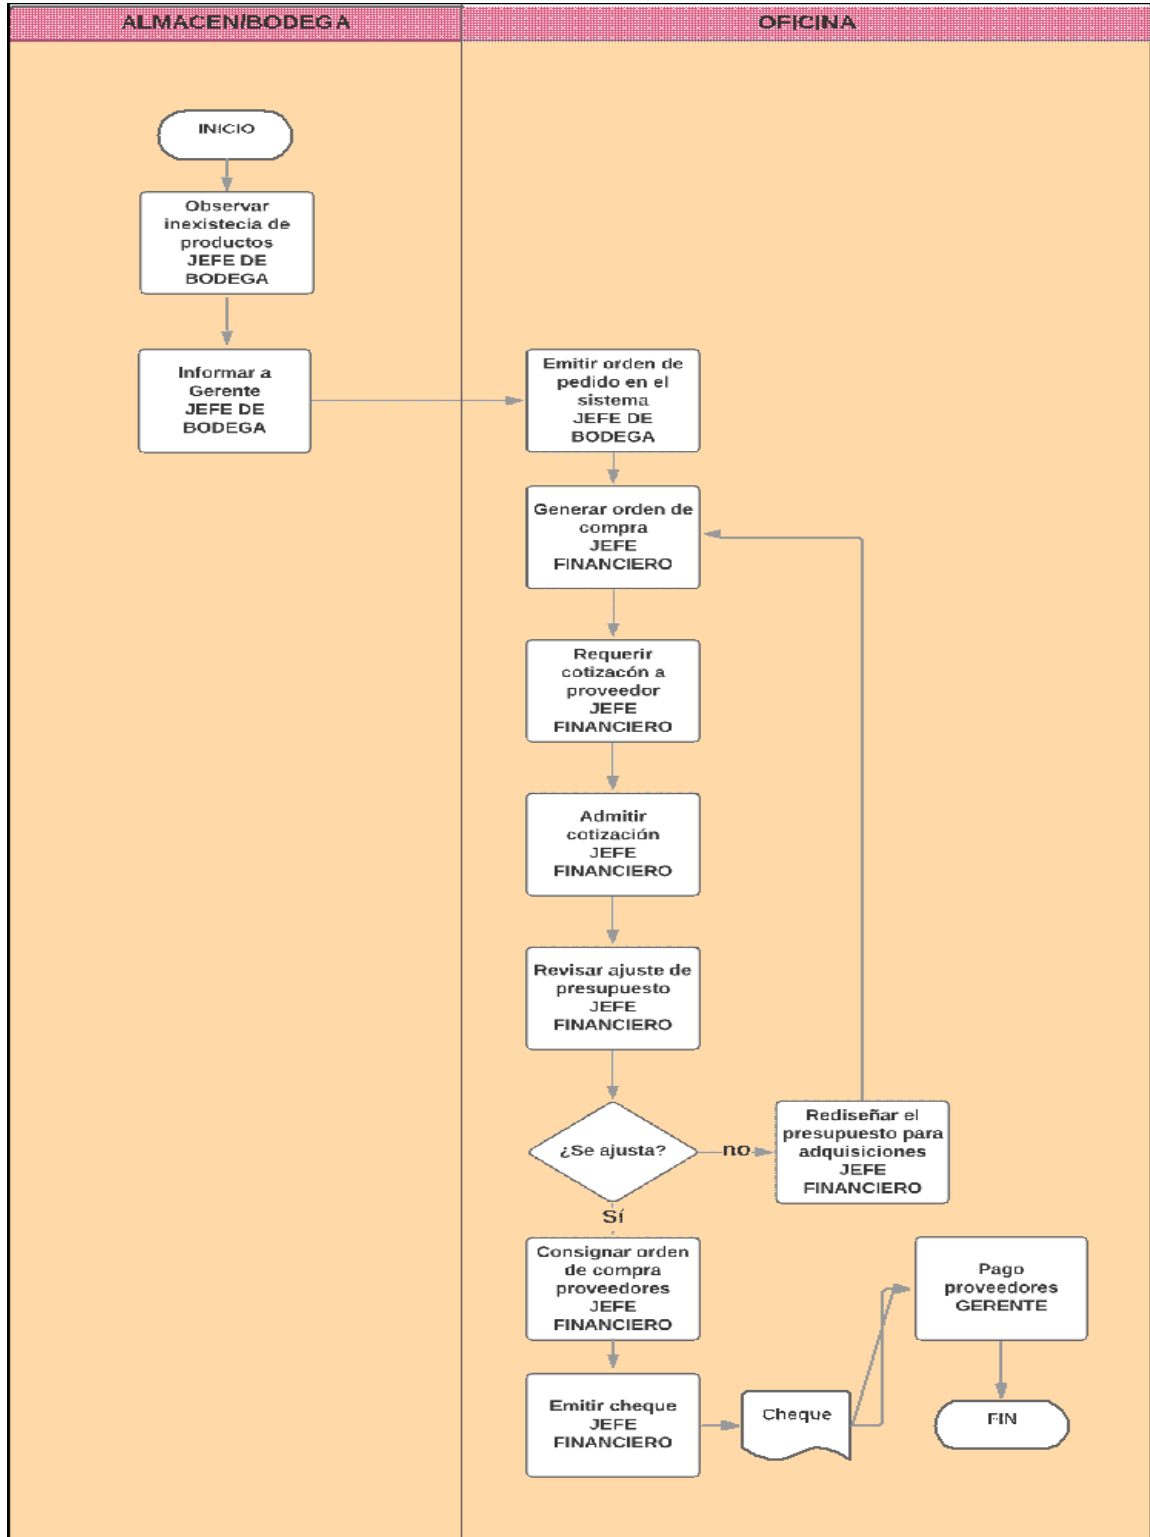 ALMACEN/BODEGA
OFICINA
INICIO
Observar
inexistecia de
productos
JEFE DE
BODEGA
Informar a
Gerente
JEFE DE
BODEGA
Emitir orden de
pedido en el
sistema
JEFE DE
BODEGA
Generar orden de
compra
JEFE
FINANCIERO
Requerir
cotizacón a
proveedor
JEFE
FINANCIERO
Admitir
cotización
JEFE
FINANCIERO
Revisar ajuste de
presupuesto
JEFE
FINANCIERO
¿Se ajusta?
no
Rediseñar el
presupuesto para
adquisiciones
JEFE
FINANCIERO
Sí
Consignar orden
de compra
proveedores
JEFE
FINANCIERO
Emitir cheque
JEFE
FINANCIERO
Cheque
Pago
proveedores
GERENTE
FIN